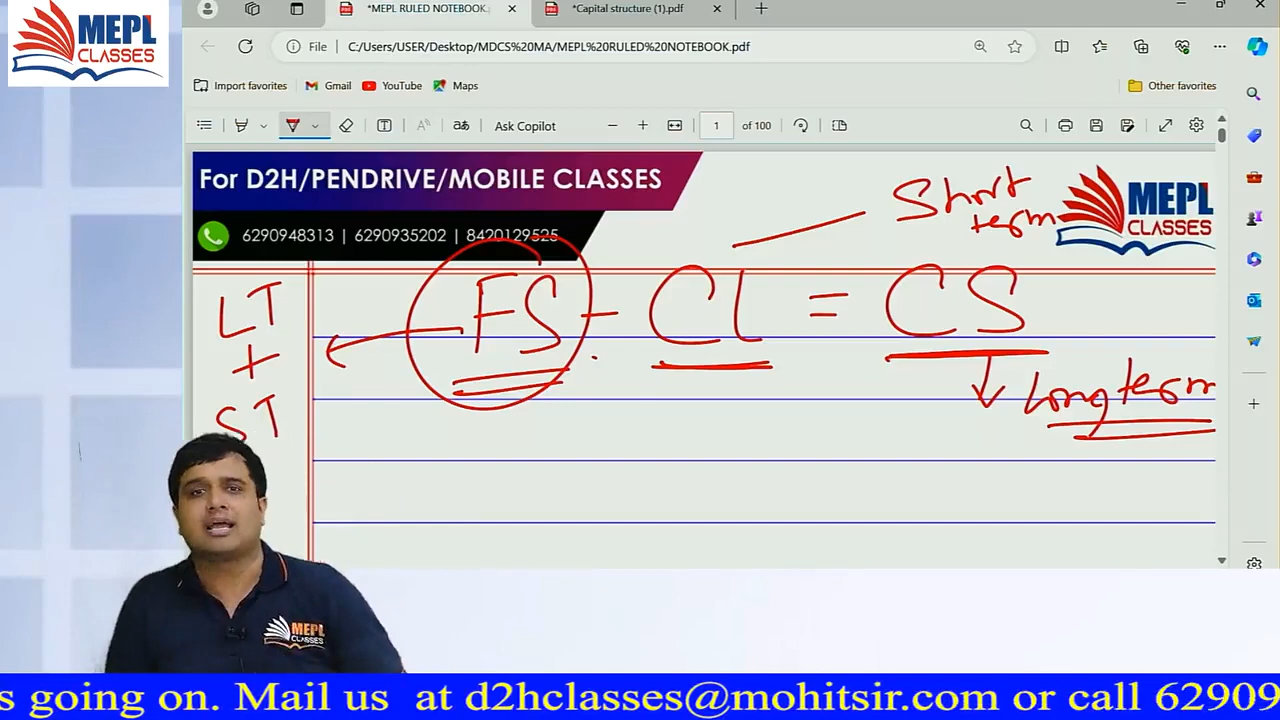 MEPL
CLASSES
*MEPL RULED NOTEBOOK.p
*Capital structure (1).pdf
File
C:/Users/USER/Desktop/MDCS%20MA/MEPL%20RULED%20NOTEBOOK.pdf
Import favorites
Gmail
YouTube
Maps
Other favorites
Ask Copilot
1
of 100
For D2H/PENDRIVE/MOBILE CLASSES
6290948313 | 6290935202 | 8420129525
MEPL
CLASSES
Short
term
LT
+
ST
FS - CL = CS
Long term
MEPL
CLASSES
s going on. Mail us at d2hclasses@mohitsir.com or call 62909